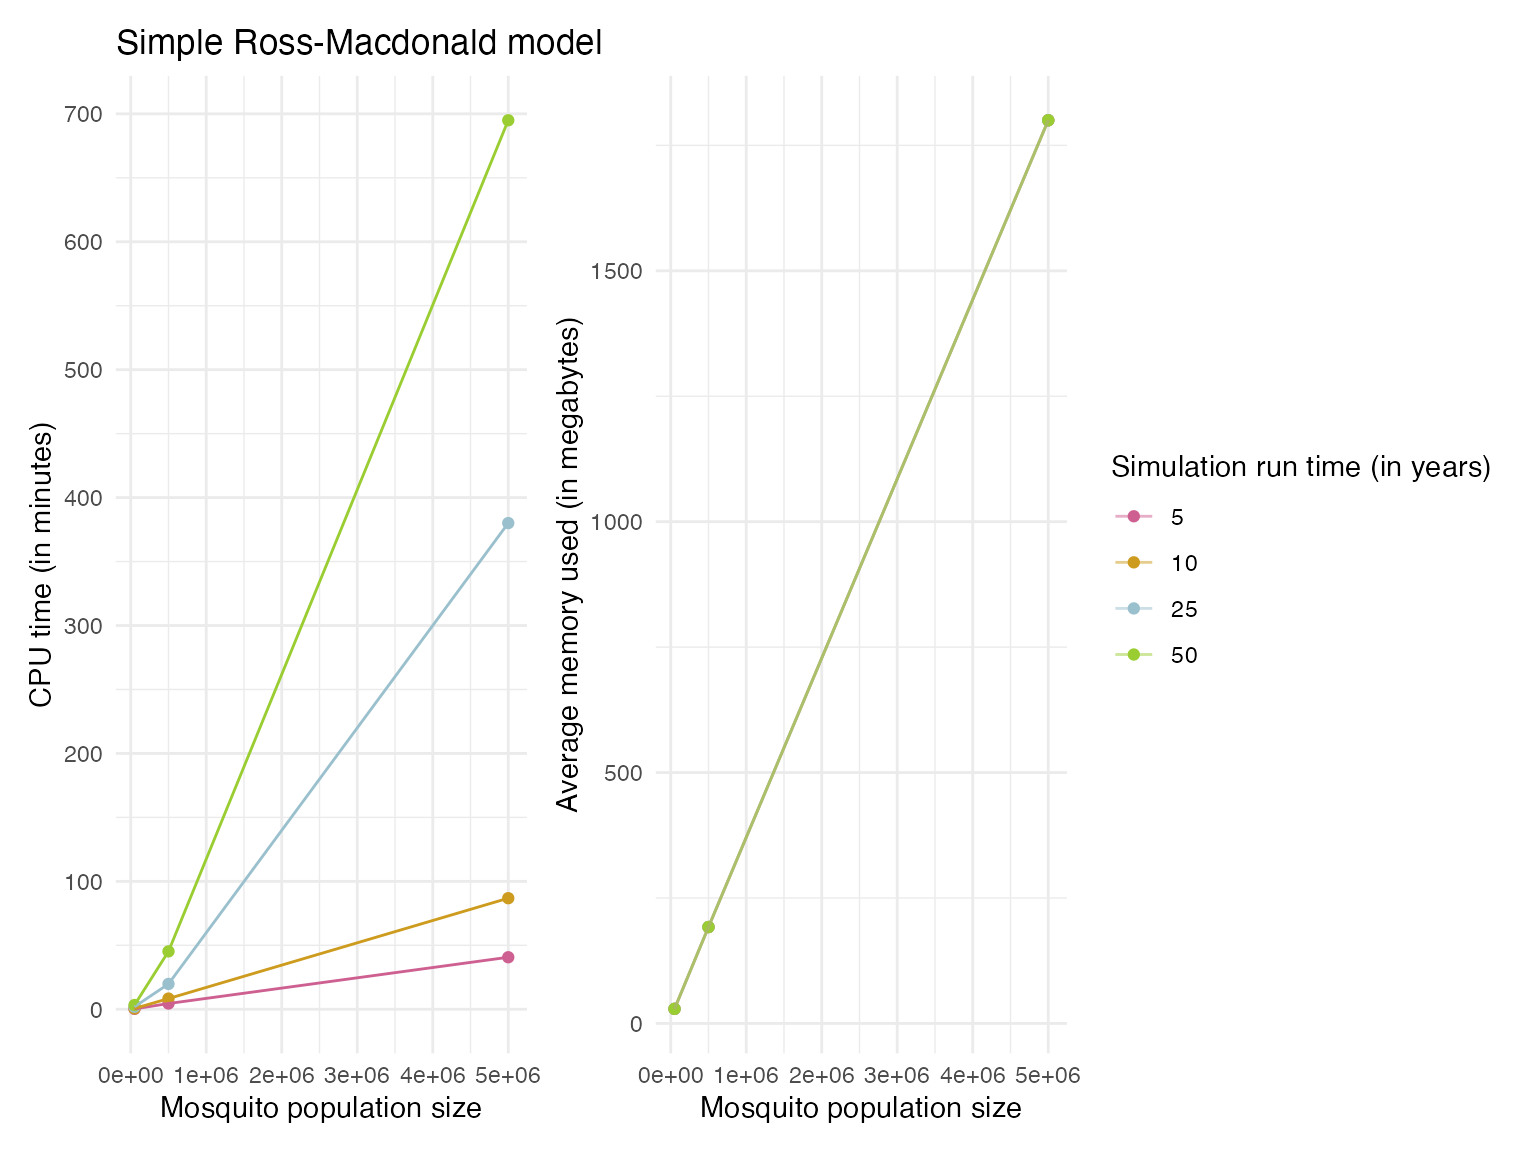 Simple Ross-Macdonald model
CPU time (in minutes)
700
600
500
400
300
200
100
0
0e+00 1e+06 2e+06 3e+06 4e+06 5e+06
Mosquito population size
Average memory used (in megabytes)
1500
1000
500
0
0e+00 1e+06 2e+06 3e+06 4e+06 5e+06
Mosquito population size
Simulation run time (in years)
5
10
25
50